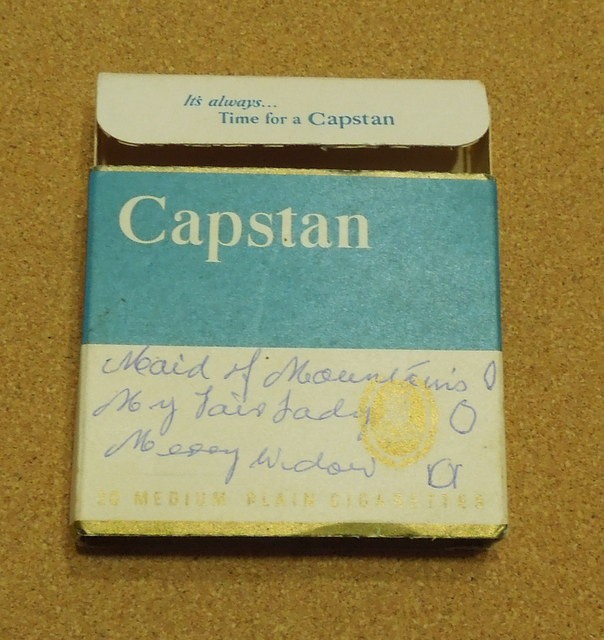 It's always...
Time for a Capstan
Capstan
Maid of Mountains
My Fair Lady
Merry Widow
20 MEDIUM PLAIN CIGARETTES